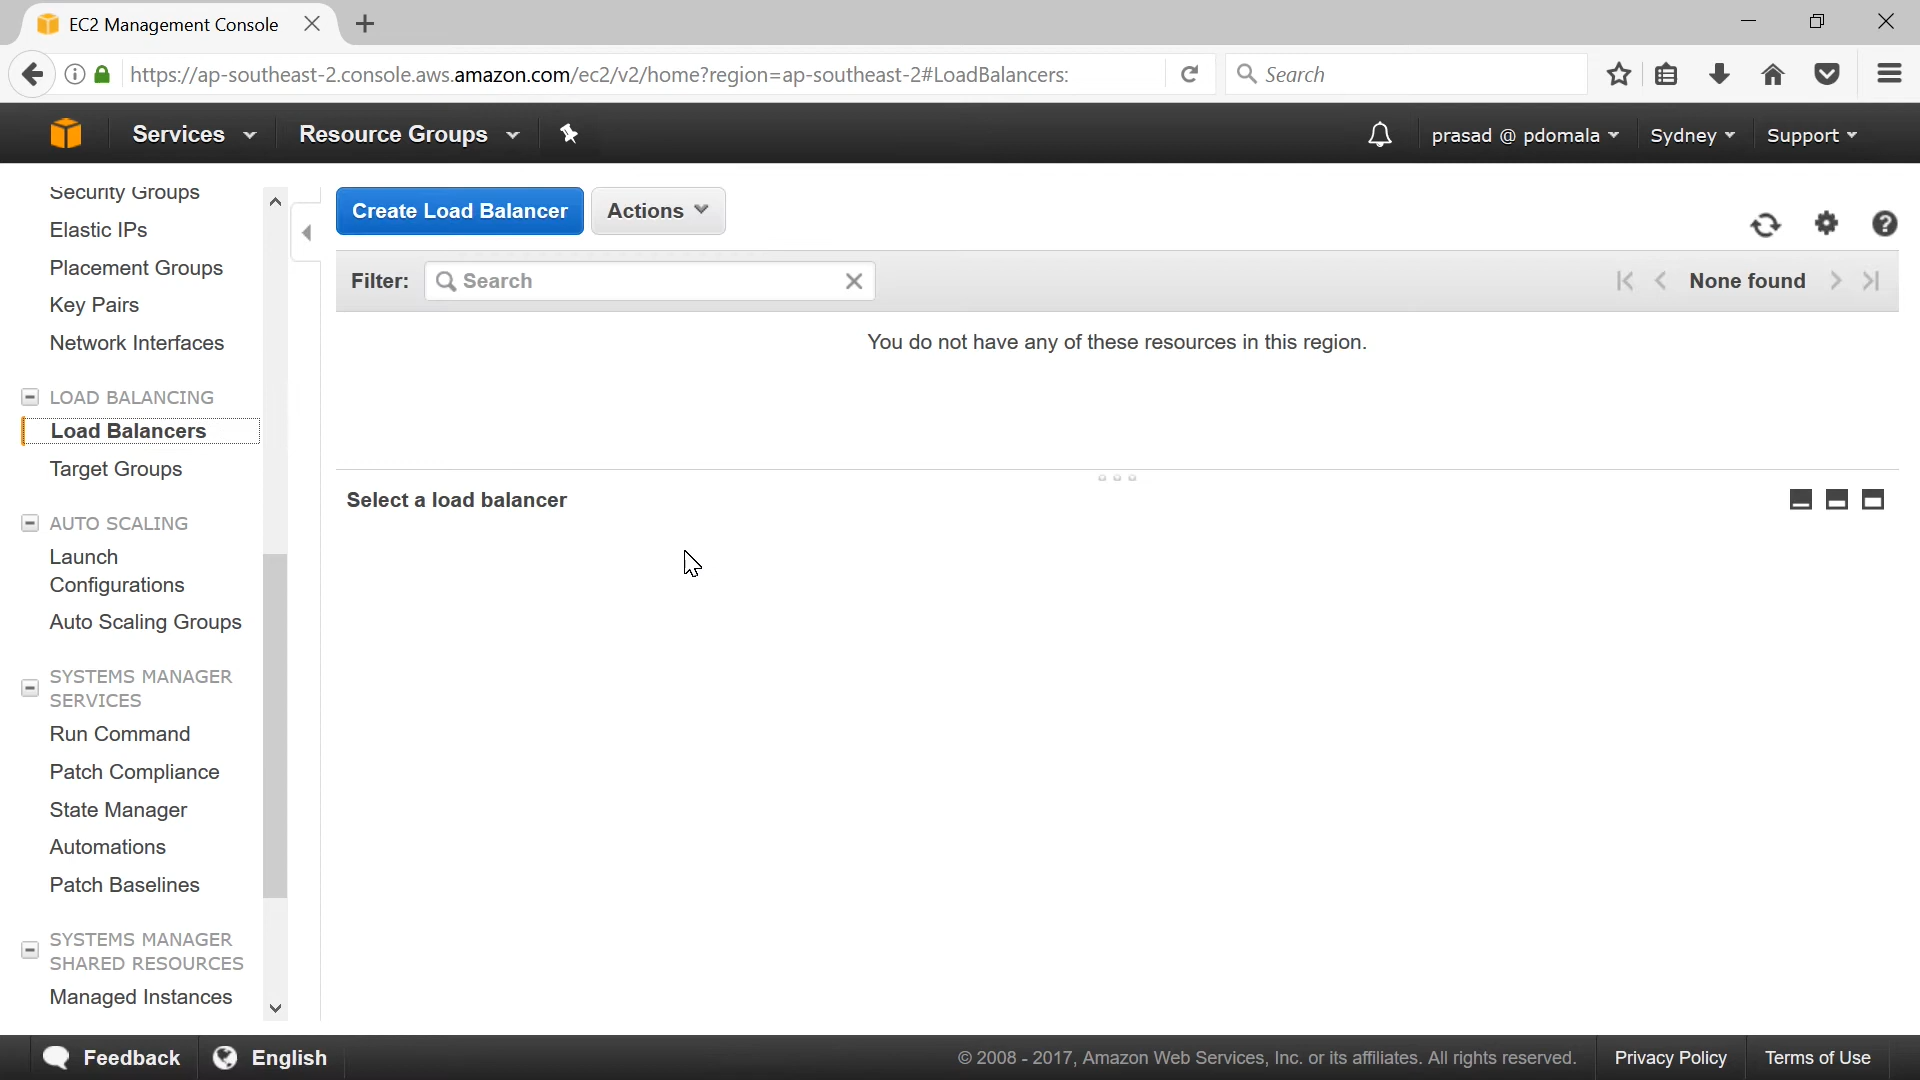 EC2 Management Console
https://ap-southeast-2.console.aws.amazon.com/ec2/v2/home?region=ap-southeast-2#LoadBalancers:
Search
Services
Resource Groups
prasad @ pdomala
Sydney
Support
Security Groups
Elastic IPs
Placement Groups
Key Pairs
Network Interfaces
LOAD BALANCING
Load Balancers
Target Groups
AUTO SCALING
Launch
Configurations
Auto Scaling Groups
SYSTEMS MANAGER
SERVICES
Run Command
Patch Compliance
State Manager
Automations
Patch Baselines
SYSTEMS MANAGER
SHARED RESOURCES
Managed Instances
Create Load Balancer
Actions
Filter:
Search
None found
You do not have any of these resources in this region.
Select a load balancer
Feedback
English
© 2008 - 2017, Amazon Web Services, Inc. or its affiliates. All rights reserved.
Privacy Policy
Terms of Use